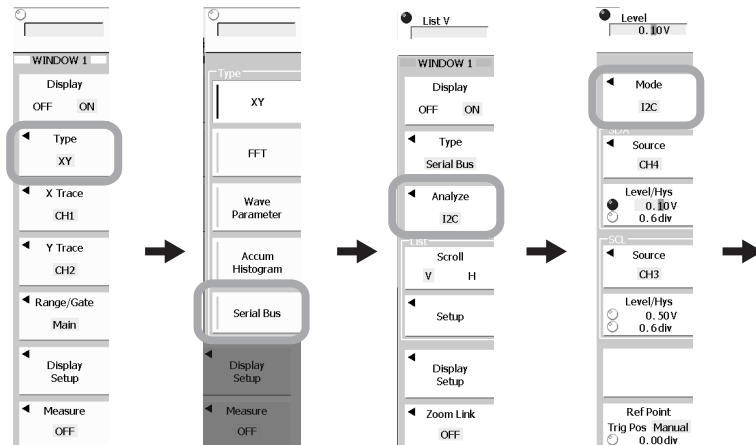 WINDOW 1
Display
OFF ON
Type
XY
X Trace
CH1
Y Trace
CH2
Range/Gate
Main
Display
Setup
Measure
OFF
Type
XY
FFT
Wave
Parameter
Accum
Histogram
Serial Bus
Display
Setup
Measure
OFF
List V
WINDOW 1
Display
OFF ON
Type
Serial Bus
Analyze
I2C
List
Scroll
V H
Setup
Display
Setup
Zoom Link
OFF
Level
0.10V
Mode
I2C
SDA
Source
CH4
Level/Hys
0.10V
0.6div
SCL
Source
CH3
Level/Hys
0.50V
0.6div
Ref Point
Trig Pos Manual
0.00div